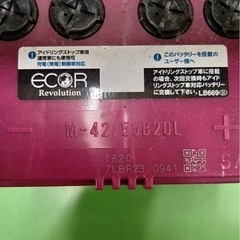 アイドリングストップ車用
通常車にも使用可
充電(発電)制御車対応
ECO.R
Revolution
このバッテリーを搭載の
ユーザー様へ
アイドリングストップ車に搭載の
場合、次回交換時もアイド
リングストップ車対応バッテリー
に交換して下さい。 LB669
M-42/55B20L
1820
7LBR23 0941